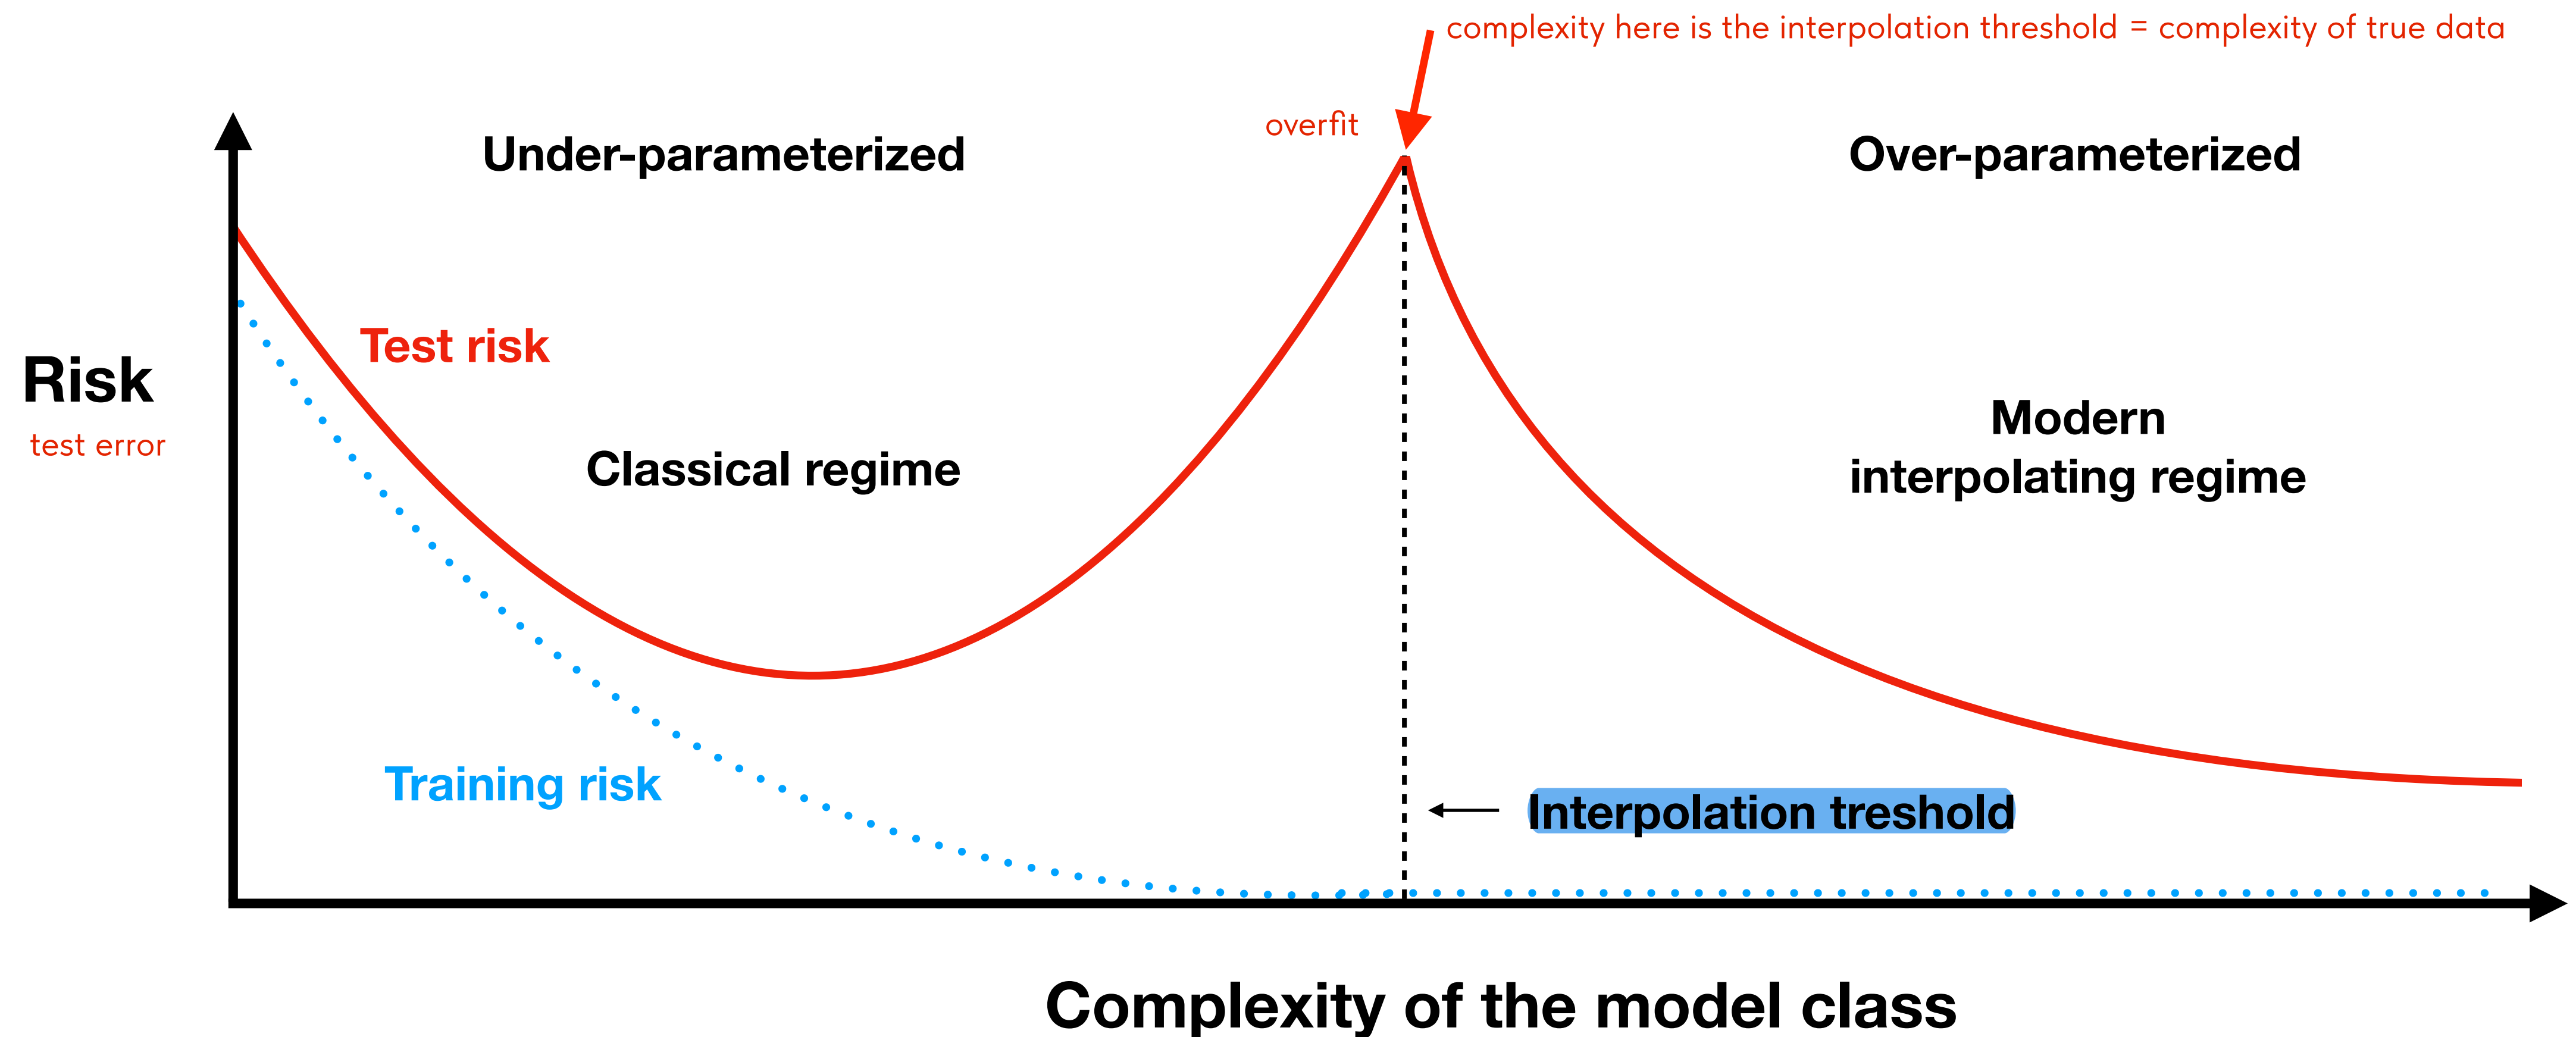 complexity here is the interpolation threshold = complexity of true data
overfit
Under-parameterized
Over-parameterized
Test risk
Risk
test error
Classical regime
Modern
interpolating regime
Training risk
Interpolation treshold
Complexity of the model class